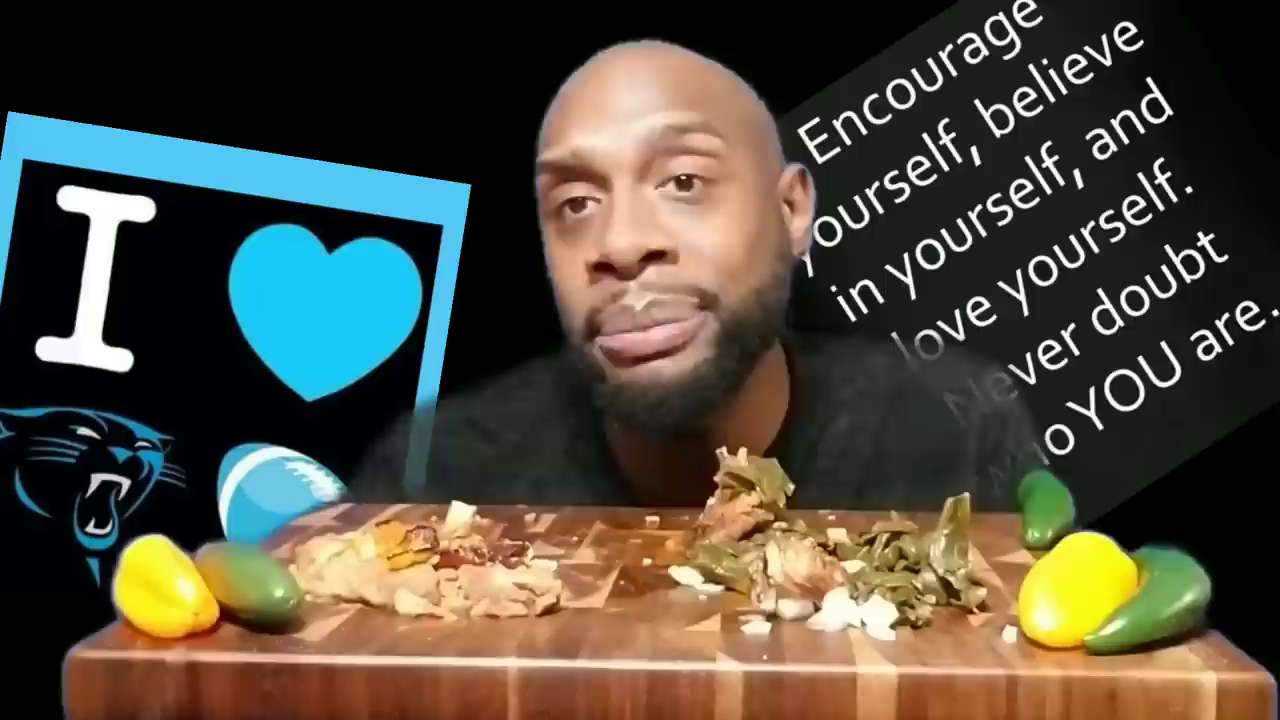 I
Encourage
yourself, believe
in yourself, and
love yourself.
Never doubt
YOU are.